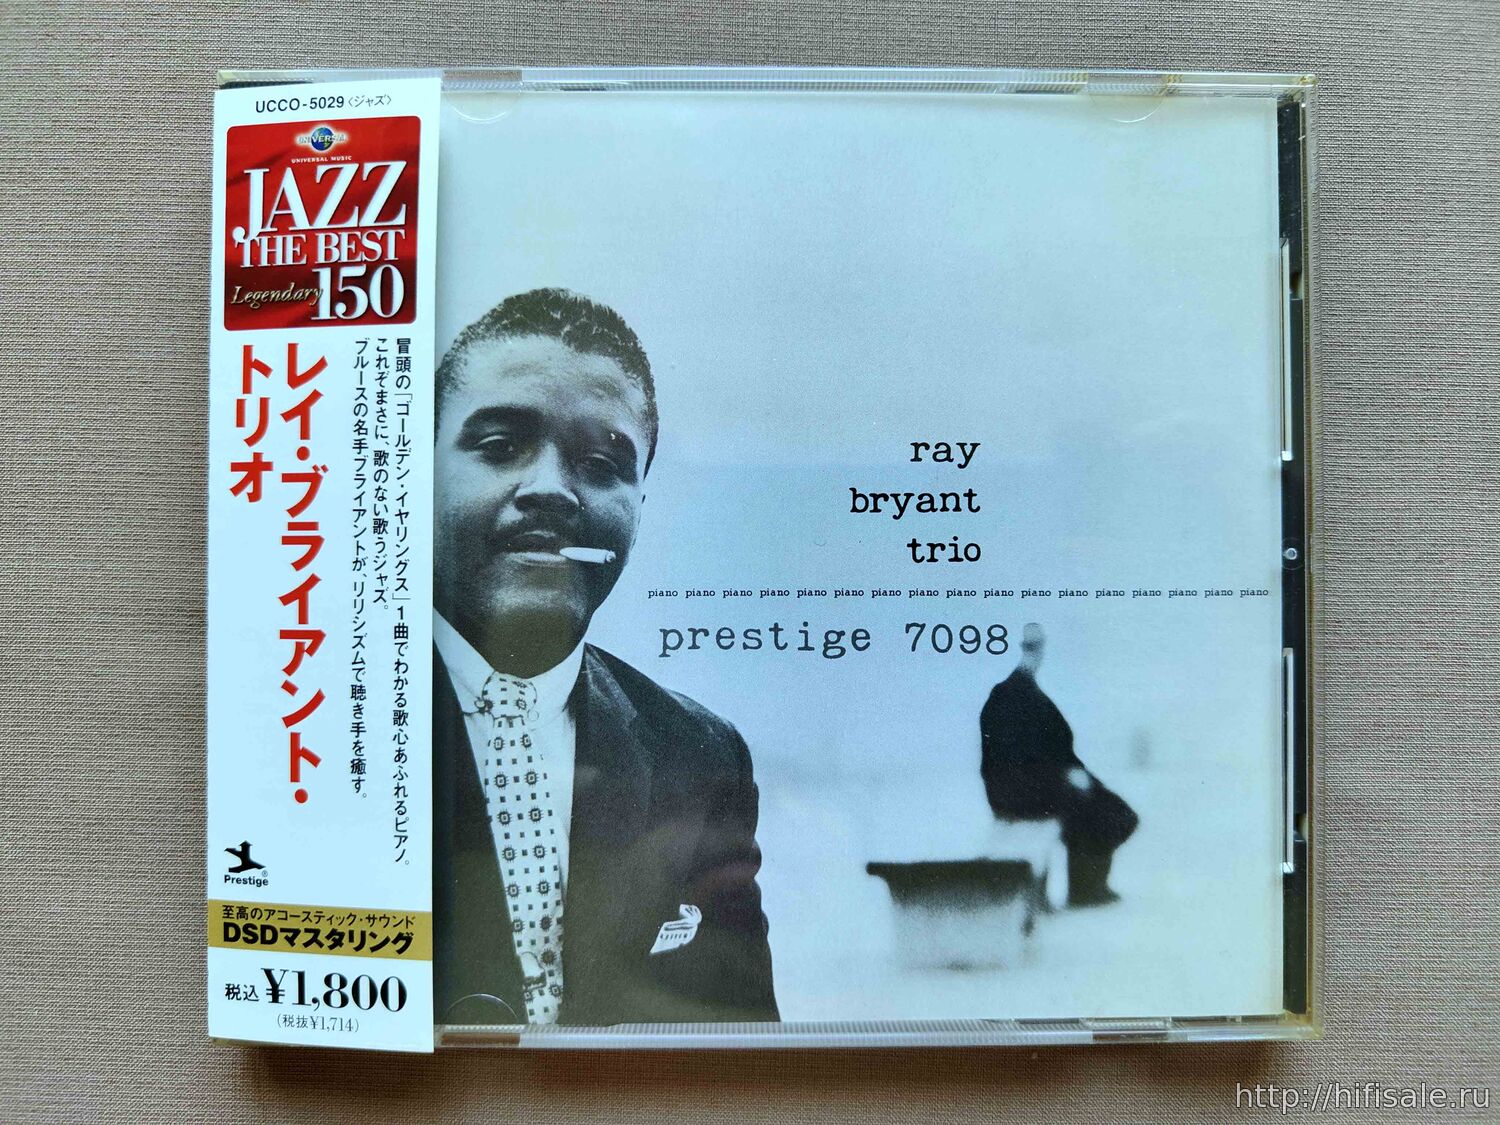 UCCO-5029〈ジャズ〉
UNIVERSAL
UNIVERSAL MUSIC
JAZZ
THE BEST
Legendary 150
レイ・ブライアント・
トリオ
冒頭の「ゴールデン・イヤリングス」1曲でわかる歌心あふれるピアノ。
これぞまさに、歌のない歌うジャズ。
ブルースの名手ブライアントが、リリシズムで聴き手を癒す。
Prestige®
至高のアコースティック・サウンド
DSDマスタリング
税込¥1,800
(税抜¥1,714)
ray
bryant
trio
piano piano piano piano piano piano piano piano piano piano piano piano piano piano piano piano piano
prestige 7098
http://hifisale.ru